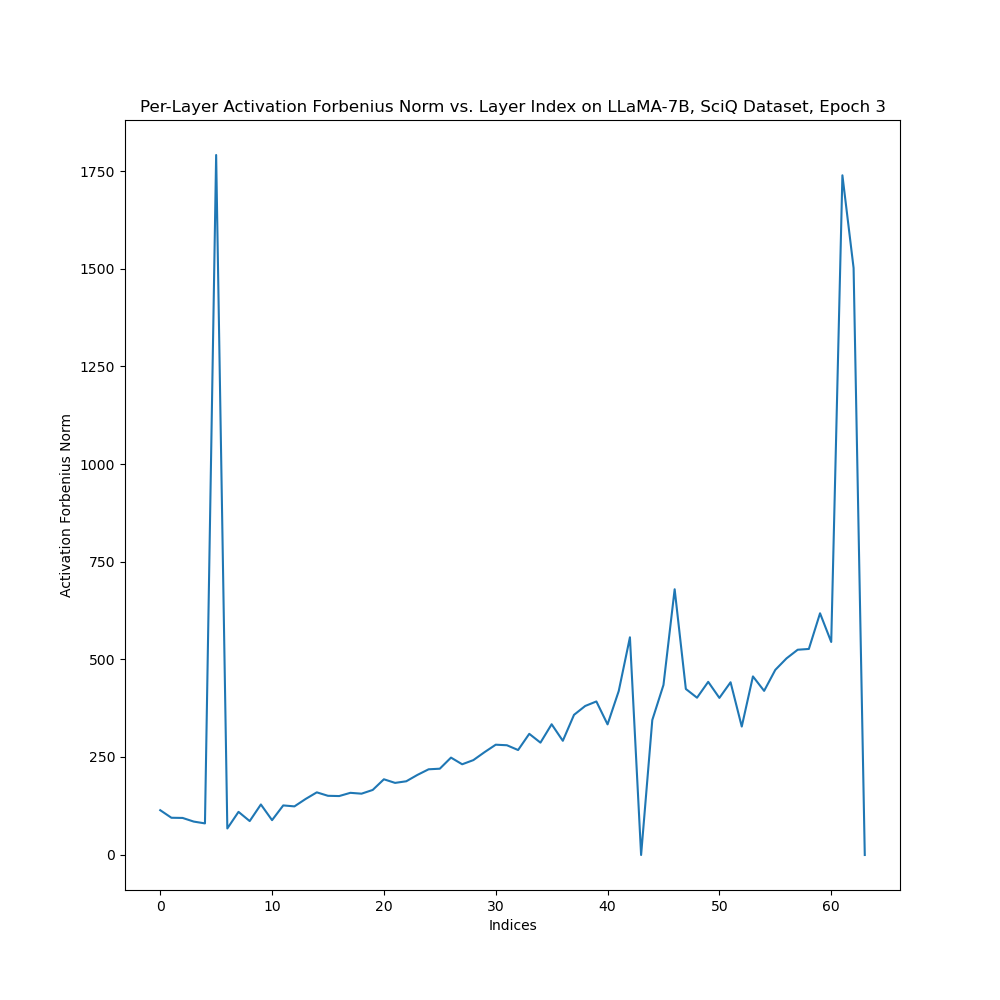 Per-Layer Activation Forbenius Norm vs. Layer Index on LLaMA-7B, SciQ Dataset, Epoch 3
1750
1500
1250
1000
750
500
250
0
Activation Forbenius Norm
0 10 20 30 40 50 60
Indices